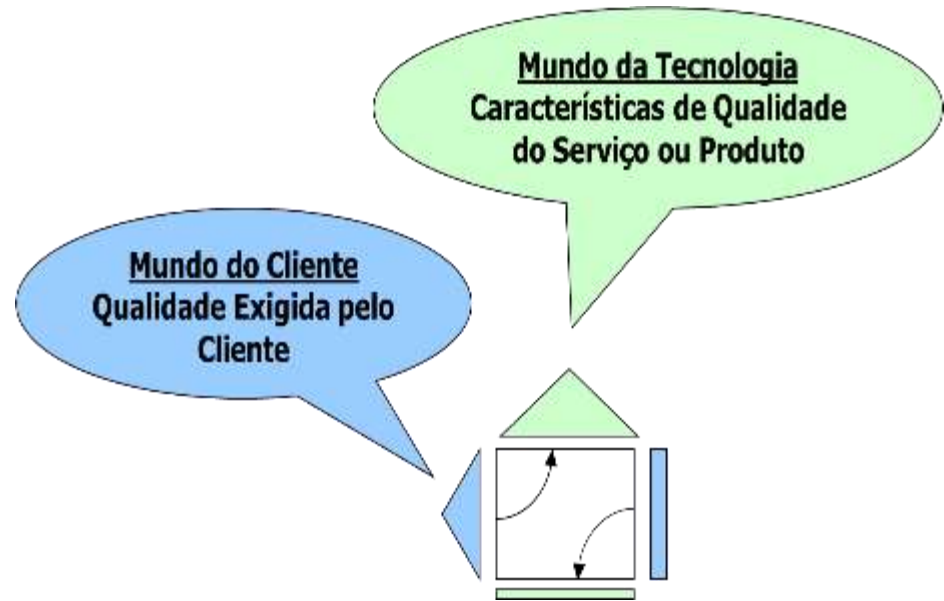 Mundo da Tecnologia
Características de Qualidade
do Serviço ou Produto
Mundo do Cliente
Qualidade Exigida pelo
Cliente